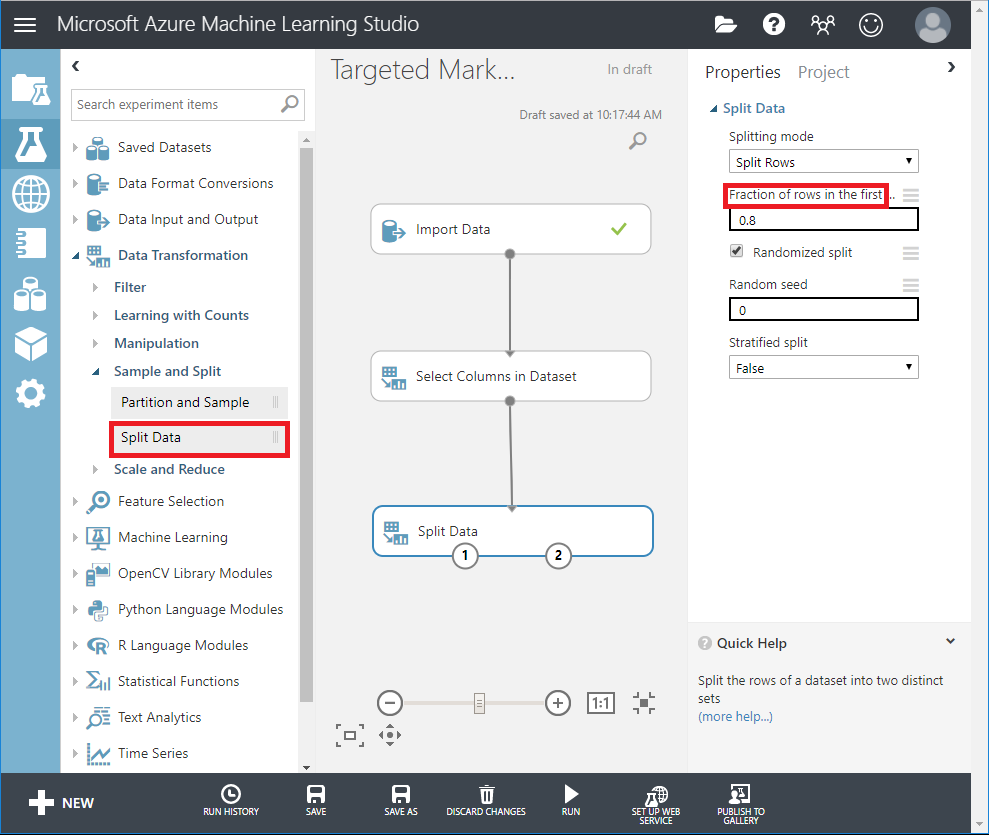 Microsoft Azure Machine Learning Studio
Search experiment items
Saved Datasets
Data Format Conversions
Data Input and Output
Data Transformation
Filter
Learning with Counts
Manipulation
Sample and Split
Partition and Sample
Split Data
Scale and Reduce
Feature Selection
Machine Learning
OpenCV Library Modules
Python Language Modules
R Language Modules
Statistical Functions
Text Analytics
Time Series
Targeted Mark...
In draft
Draft saved at 10:17:44 AM
Import Data
Select Columns in Dataset
Split Data
1 2
1:1
Properties Project
Split Data
Splitting mode
Split Rows
Fraction of rows in the first...
0.8
Randomized split
Random seed
0
Stratified split
False
? Quick Help
Split the rows of a dataset into two distinct
sets
(more help...)
NEW
RUN HISTORY
SAVE
SAVE AS
DISCARD CHANGES
RUN
SET UP WEB
SERVICE
PUBLISH TO
GALLERY